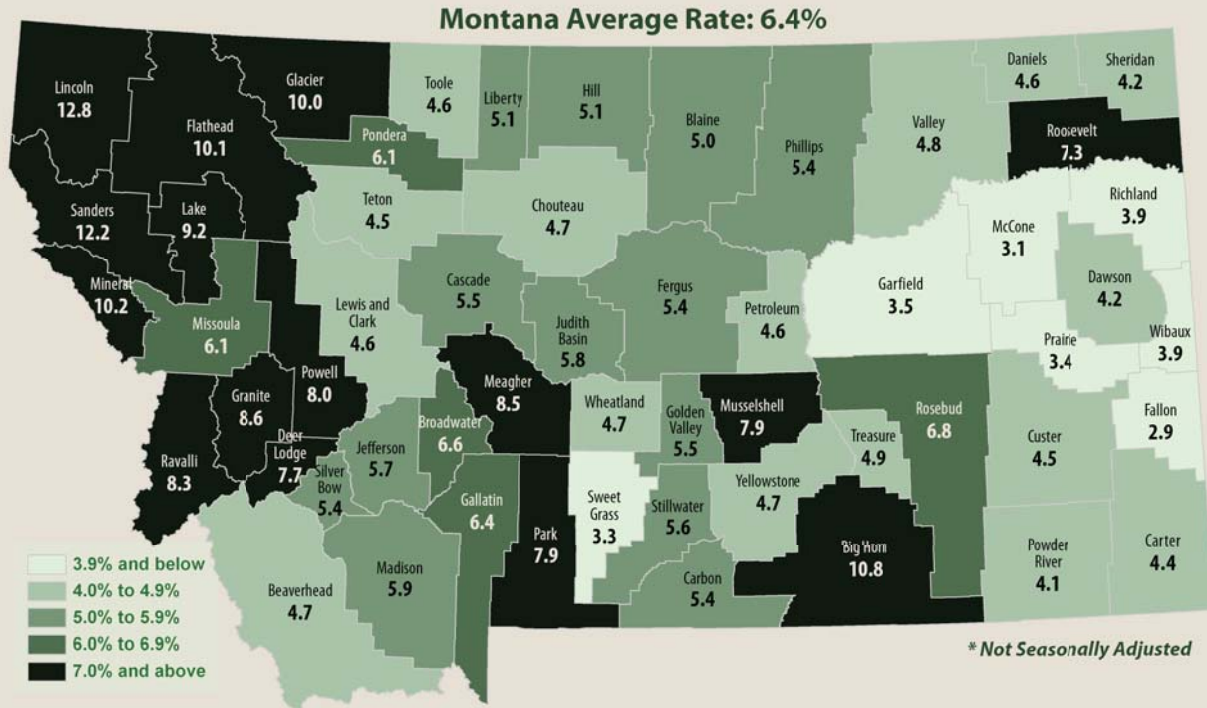 Montana Average Rate: 6.4%
Lincoln
12.8
Flathead
10.1
Glacier
10.0
Toole
4.6
Liberty
5.1
Hill
5.1
Blaine
5.0
Phillips
5.4
Valley
4.8
Daniels
4.6
Sheridan
4.2
Roosevelt
7.3
Pondera
6.1
Teton
4.5
Chouteau
4.7
Sanders
12.2
Lake
9.2
Mineral
10.2
Missoula
6.1
Lewis and
Clark
4.6
Cascade
5.5
Judith
Basin
5.8
Fergus
5.4
Petroleum
4.6
Garfield
3.5
McCone
3.1
Richland
3.9
Dawson
4.2
Prairie
3.4
Wibaux
3.9
Powell
8.0
Granite
8.6
Deer
Lodge
7.7
Ravalli
8.3
Silver
Bow
5.4
Jefferson
5.7
Broadwater
6.6
Meagher
8.5
Wheatland
4.7
Golden
Valley
5.5
Musselshell
7.9
Treasure
4.9
Rosebud
6.8
Custer
4.5
Fallon
2.9
Gallatin
6.4
Park
7.9
Sweet
Grass
3.3
Stillwater
5.6
Yellowstone
4.7
Carbon
5.4
Big Horn
10.8
Powder
River
4.1
Carter
4.4
Beaverhead
4.7
Madison
5.9
3.9% and below
4.0% to 4.9%
5.0% to 5.9%
6.0% to 6.9%
7.0% and above
* Not Seasonally Adjusted